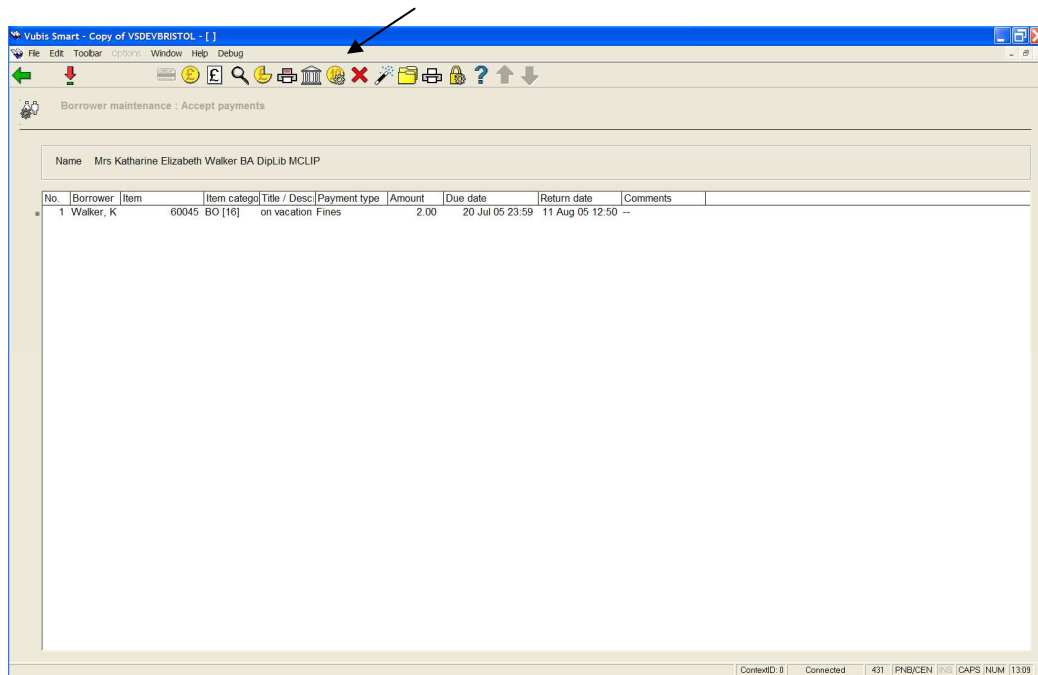 Vubis Smart - Copy of VSDEVBRISTOL - [ ]
File Edit Toolbar Options Window Help Debug
Borrower maintenance : Accept payments
Name Mrs Katharine Elizabeth Walker BA DipLib MCLIP
No. Borrower Item Item catego Title / Desc Payment type Amount Due date Return date Comments
1 Walker, K 60045 BO [16] on vacation Fines 2.00 20 Jul 05 23:59 11 Aug 05 12:50 --
ContextID: 0 Connected 431 PNB/CEN INS CAPS NUM 13:09